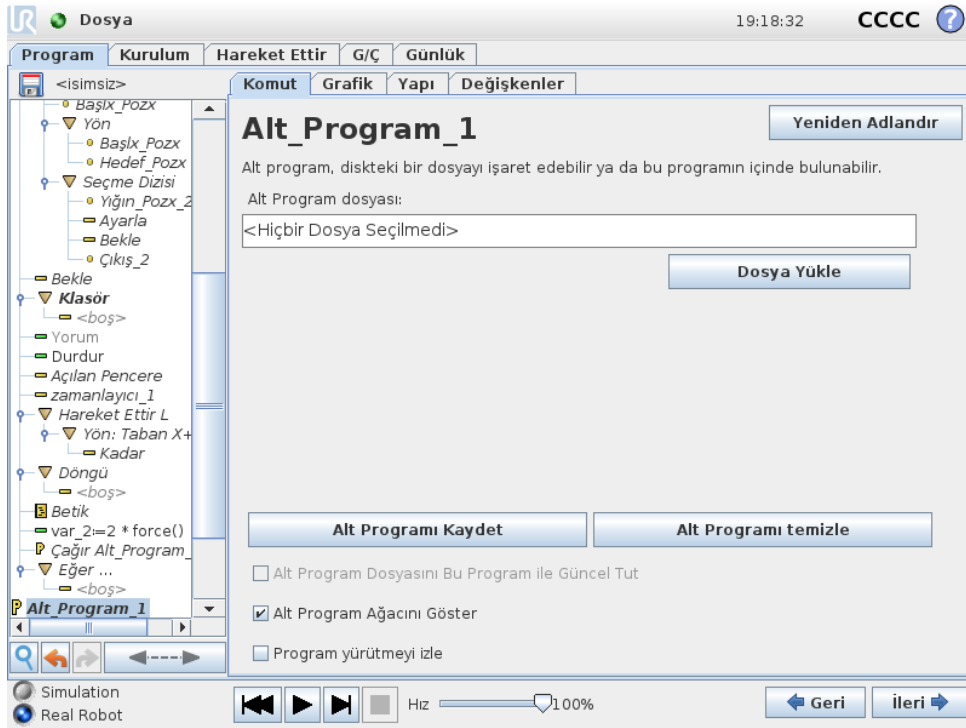 UR Dosya 19:18:32 CCCC ?
Program Kurulum Hareket Ettir G/Ç Günlük
<isimsiz>
Başlx_Pozx
Yön
Başlx_Pozx
Hedef_Pozx
Seçme Dizisi
Yığın_Pozx_2
Ayarla
Bekle
Çıkış_2
Bekle
Klasör
<boş>
Yorum
Durdur
Açılan Pencere
zamanlayıcı_1
Hareket Ettir L
Yön: Taban X+
Kadar
Döngü
<boş>
Betik
var_2:=2 * force()
Çağır Alt_Program_
Eğer ...
<boş>
Alt_Program_1
Komut Grafik Yapı Değişkenler
Alt_Program_1
Yeniden Adlandır
Alt program, diskteki bir dosyayı işaret edebilir ya da bu programın içinde bulunabilir.
Alt Program dosyası:
<Hiçbir Dosya Seçilmedi>
Dosya Yükle
Alt Programı Kaydet Alt Programı temizle
Alt Program Dosyasını Bu Program ile Güncel Tut
Alt Program Ağacını Göster
Program yürütmeyi izle
Simulation
Real Robot
Hız 100%
Geri İleri